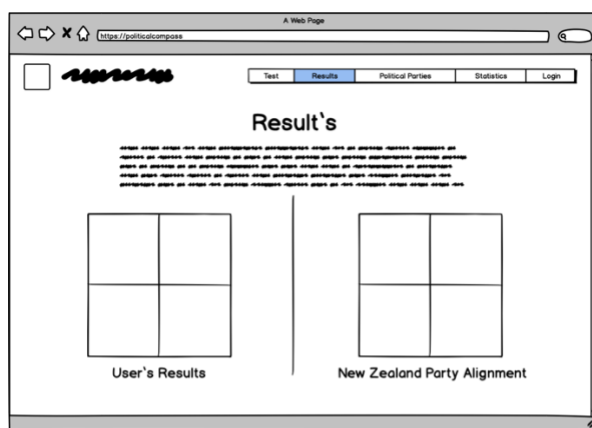 A Web Page
https://politicalcompass
Test Results Political Parties Statistics Login
Result's
User's Results
New Zealand Party Alignment